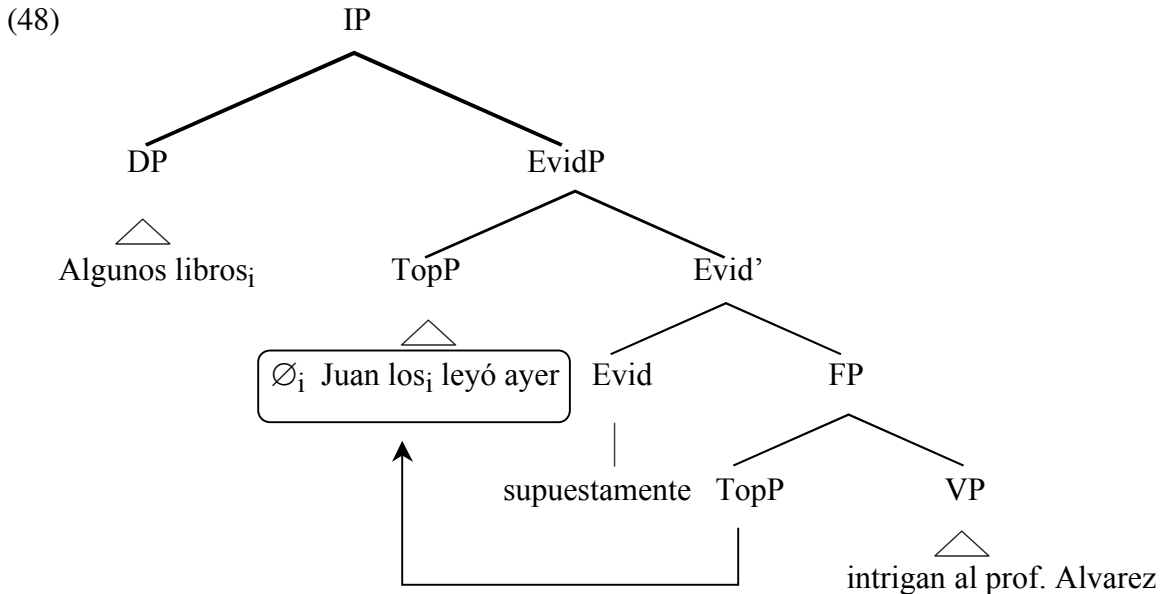 (48) IP
DP EvidP
Algunos librosi TopP Evid’
∅i Juan losi leyó ayer Evid FP
supuestamente TopP VP
intrigan al prof. Alvarez